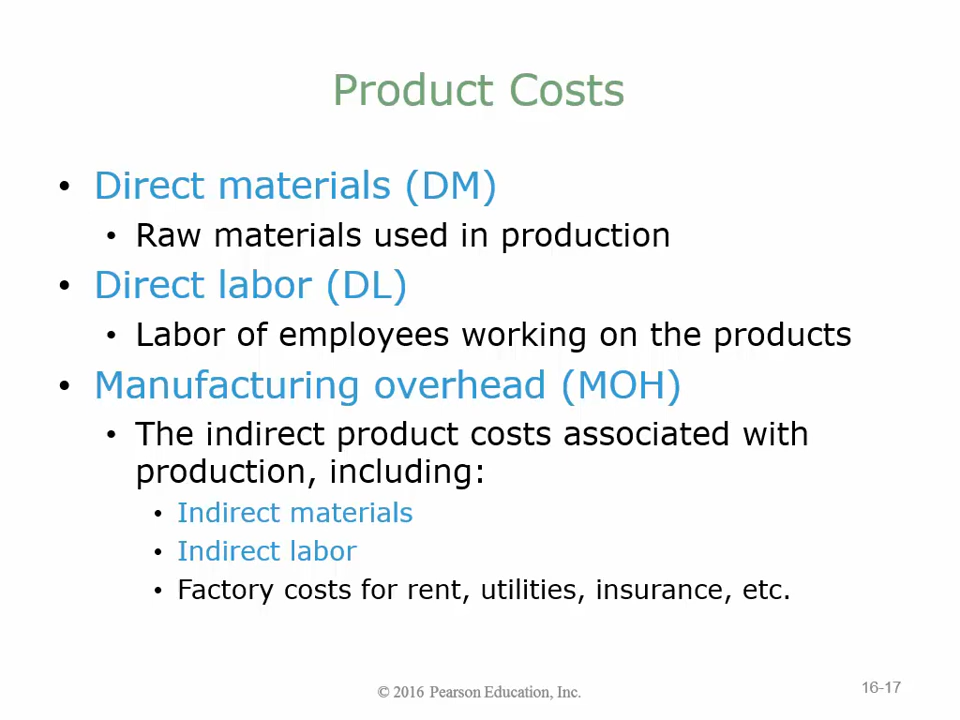 Product Costs
• Direct materials (DM)
• Raw materials used in production
• Direct labor (DL)
• Labor of employees working on the products
• Manufacturing overhead (MOH)
• The indirect product costs associated with
production, including:
• Indirect materials
• Indirect labor
• Factory costs for rent, utilities, insurance, etc.
© 2016 Pearson Education, Inc.
16-17